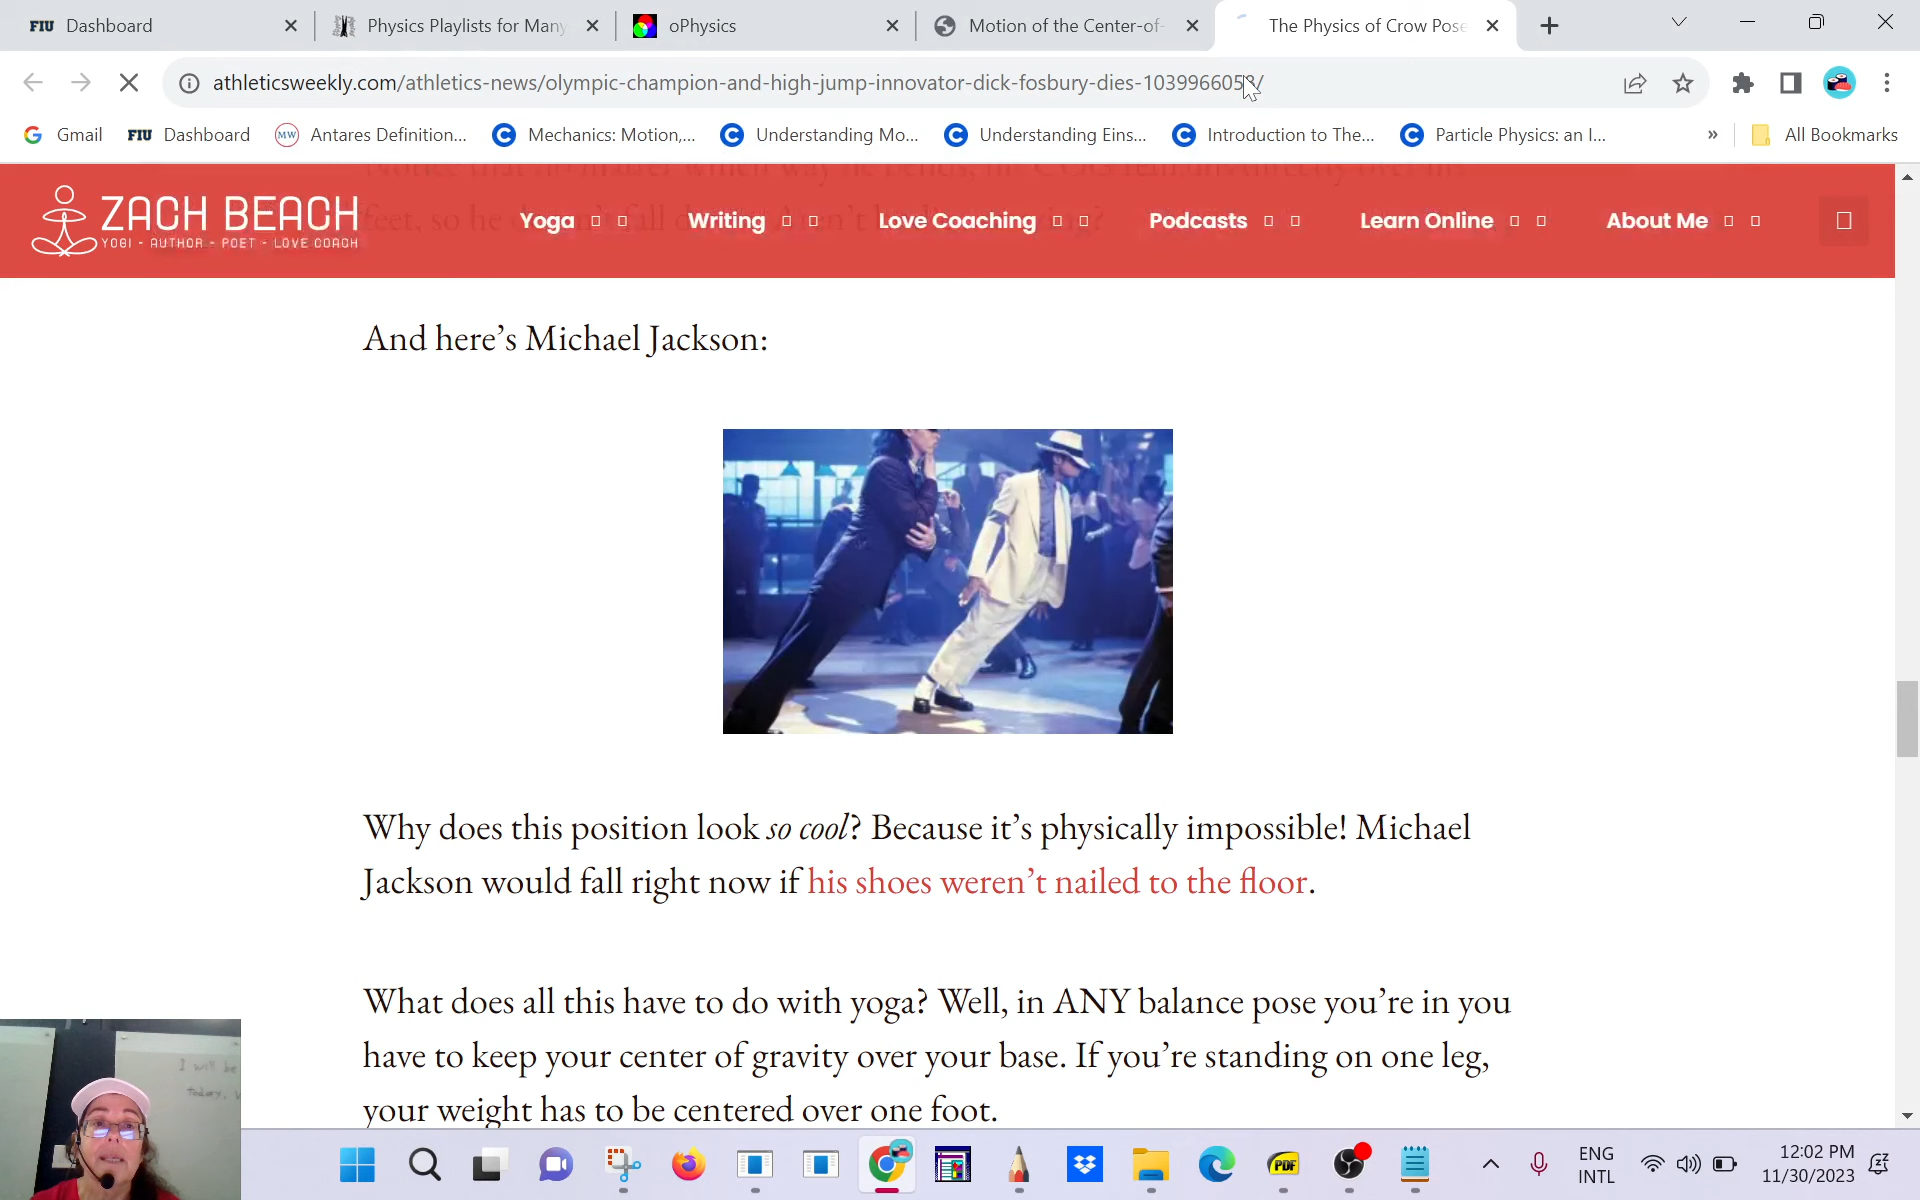 FIU Dashboard
Physics Playlists for Many
oPhysics
Motion of the Center-of-
The Physics of Crow Pose
athleticsweekly.com/athletics-news/olympic-champion-and-high-jump-innovator-dick-fosbury-dies-1039966053/
Gmail
FIU Dashboard
MW Antares Definition...
Mechanics: Motion,...
Understanding Mo...
Understanding Eins...
Introduction to The...
Particle Physics: an I...
»
All Bookmarks
ZACH BEACH
YOGI - AUTHOR - POET - LOVE COACH
Yoga
Writing
Love Coaching
Podcasts
Learn Online
About Me
And here’s Michael Jackson:
Why does this position look so cool? Because it’s physically impossible! Michael
Jackson would fall right now if his shoes weren’t nailed to the floor.
What does all this have to do with yoga? Well, in ANY balance pose you’re in you
have to keep your center of gravity over your base. If you’re standing on one leg,
your weight has to be centered over one foot.
I will be
today,
PDF
ENG
INTL
12:02 PM
11/30/2023